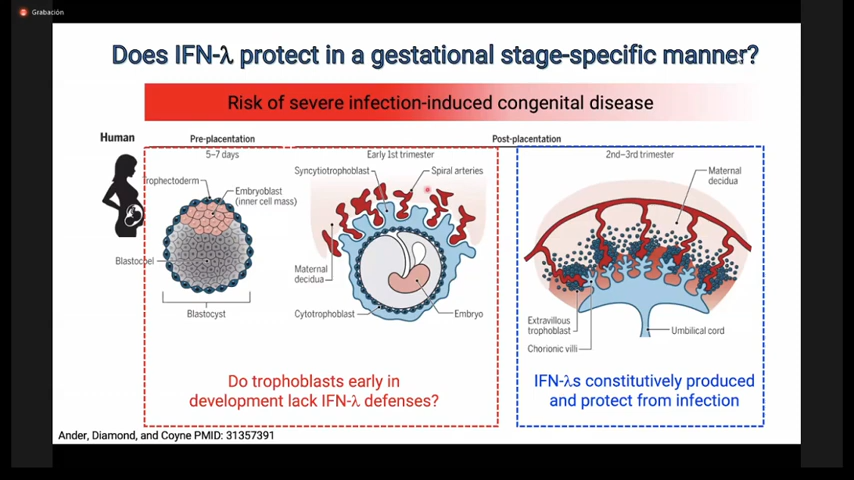 Grabación
Does IFN-λ protect in a gestational stage-specific manner?
Risk of severe infection-induced congenital disease
Human
Pre-placentation
Post-placentation
5–7 days
Early 1st trimester
2nd–3rd trimester
Trophectoderm
Embryoblast
(inner cell mass)
Blastocoel
Blastocyst
Syncytiotrophoblast
Spiral arteries
Maternal
decidua
Cytotrophoblast
Embryo
Maternal
decidua
Extravillous
trophoblast
Umbilical cord
Chorionic villi
Do trophoblasts early in
development lack IFN-λ defenses?
IFN-λs constitutively produced
and protect from infection
Ander, Diamond, and Coyne PMID: 31357391